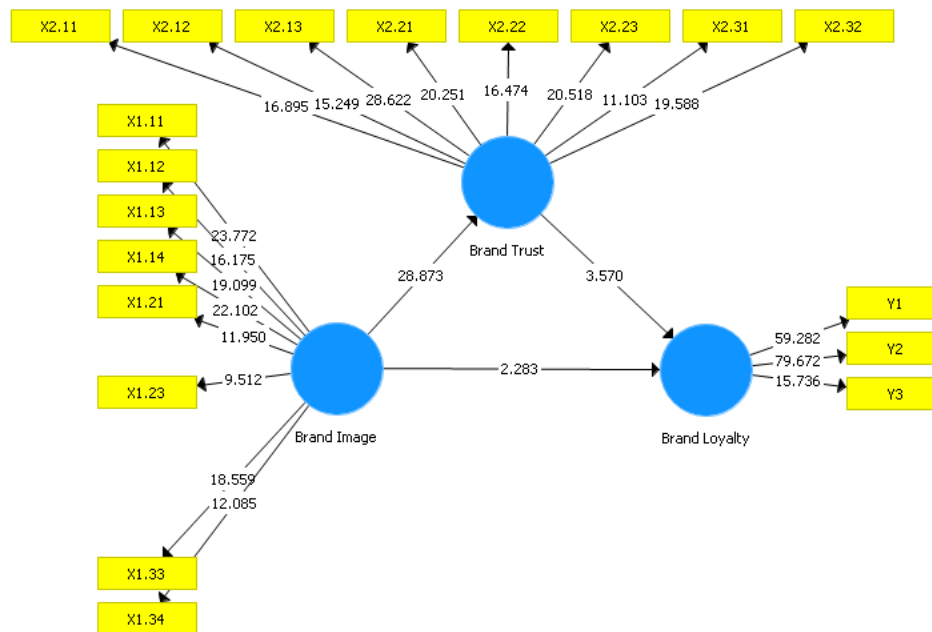 X2.11 X2.12 X2.13 X2.21 X2.22 X2.23 X2.31 X2.32
16.895 15.249 28.622 20.251 16.474 20.518 11.103 19.588
X1.11
X1.12
X1.13
X1.14
X1.21
X1.23
X1.33
X1.34
23.772
16.175
19.099
22.102
11.950
9.512
18.559
12.085
Brand Trust
28.873
3.570
2.283
Brand Image
Brand Loyalty
59.282
79.672
15.736
Y1
Y2
Y3